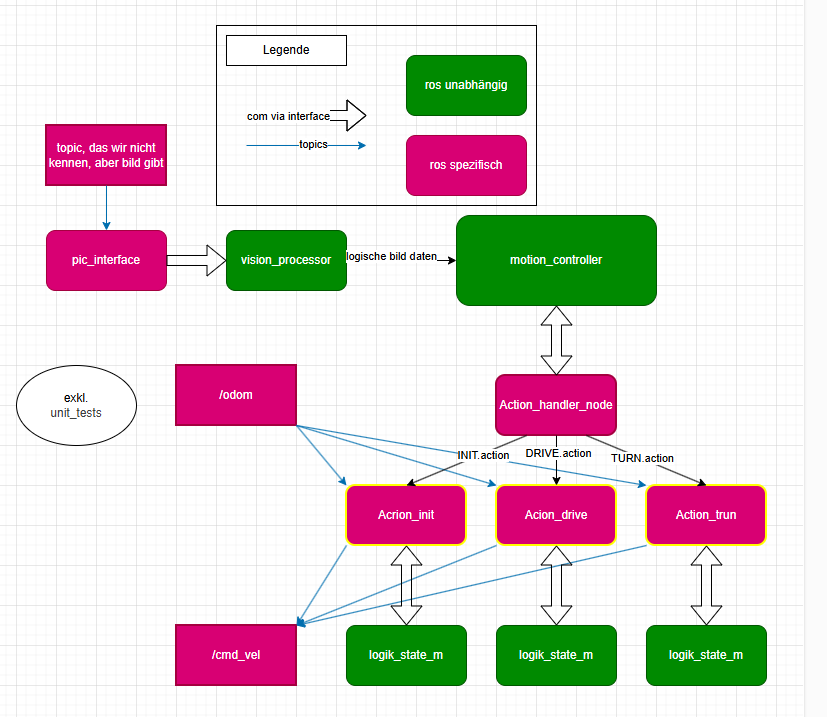 Legende
ros unabhängig
com via interface
topics
ros spezifisch
topic, das wir nicht
kennen, aber bild gibt
pic_interface
vision_processor
logische bild daten
motion_controller
exkl.
unit_tests
/odom
Action_handler_node
INIT.action
DRIVE.action
TURN.action
Acrion_init
Acion_drive
Action_trun
/cmd_vel
logik_state_m
logik_state_m
logik_state_m